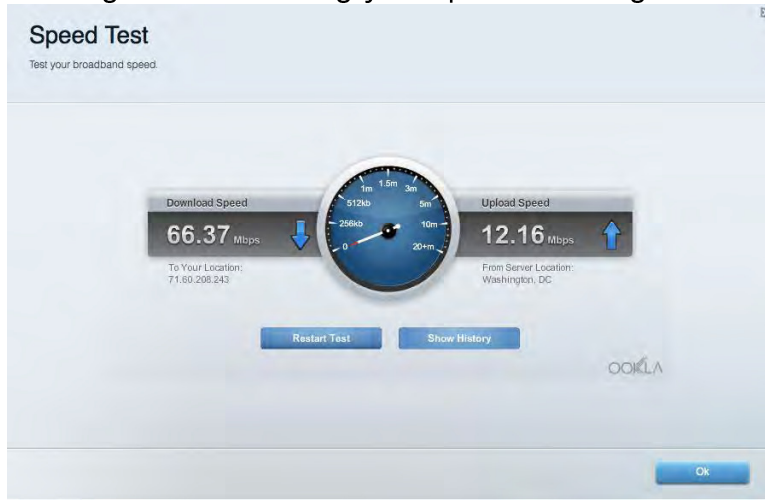 Speed Test
Test your broadband speed.
Download Speed
66.37 Mbps
To Your Location:
71.60.208.243
0
256kb
512kb
1m
1.5m
3m
5m
10m
20+m
Upload Speed
12.16 Mbps
From Server Location:
Washington, DC
Restart Test
Show History
OOKLA
Ok